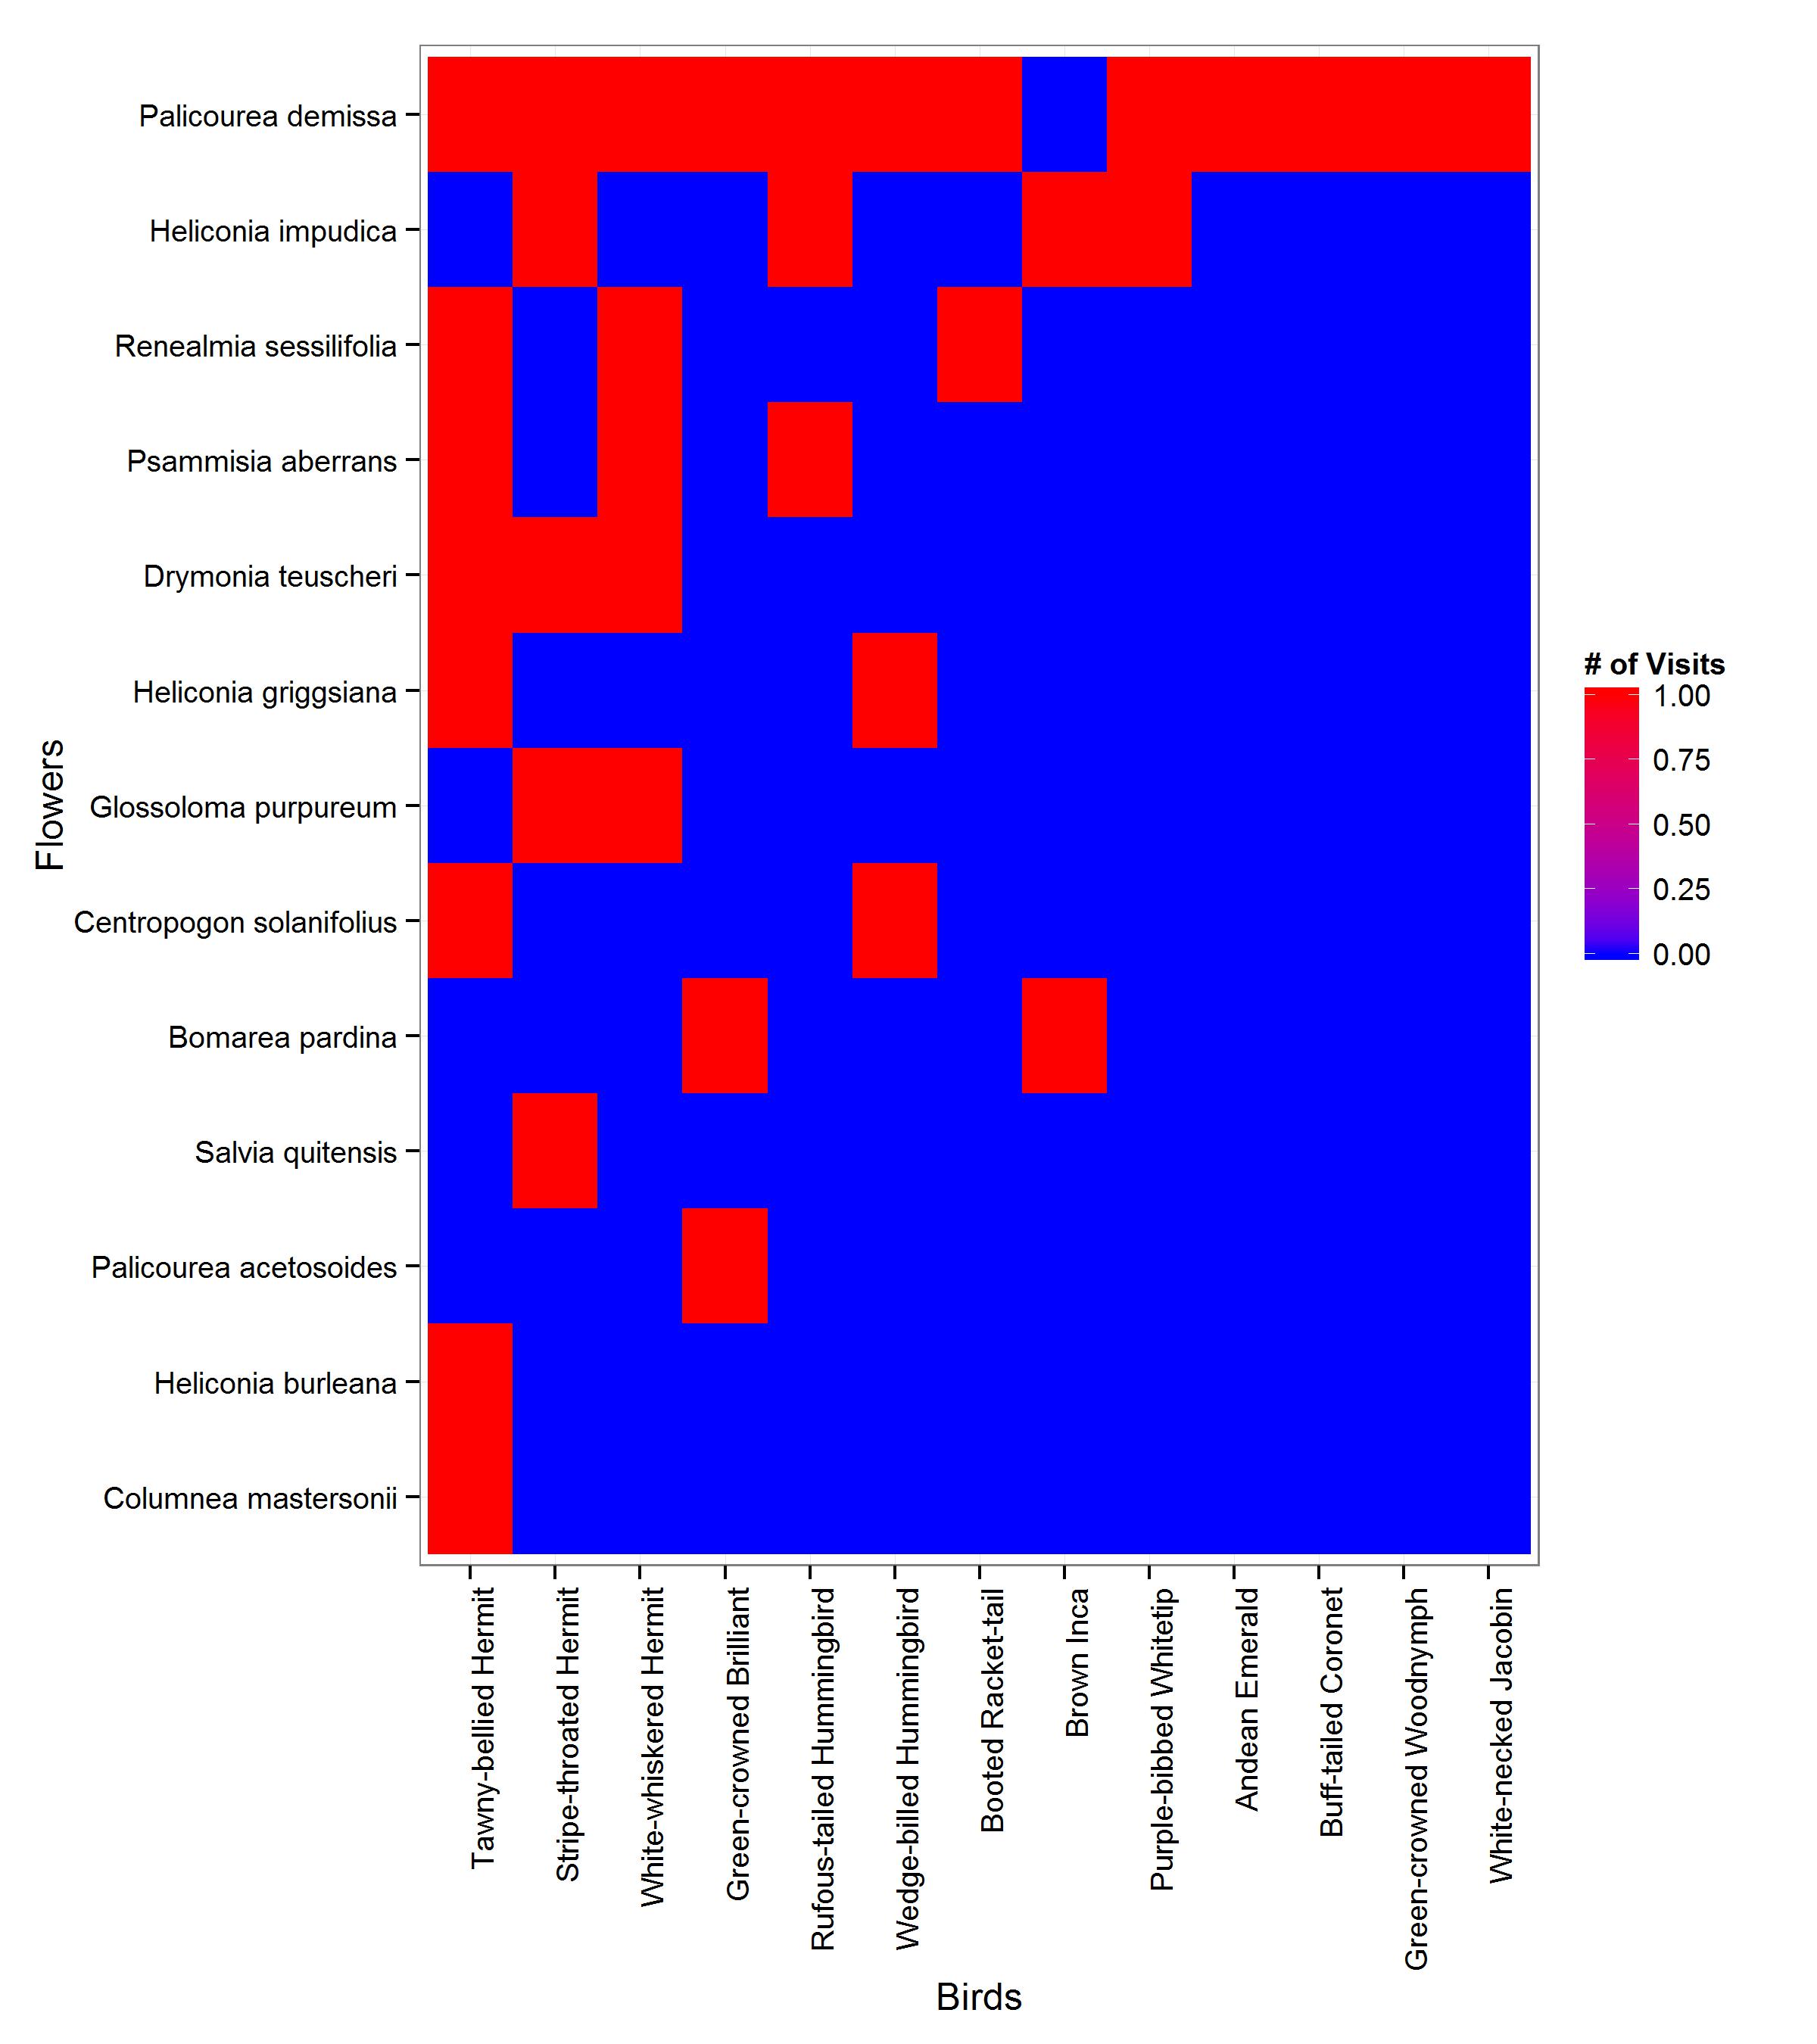 Flowers
Palicourea demissa
Heliconia impudica
Renealmia sessilifolia
Psammisia aberrans
Drymonia teuscheri
Heliconia griggsiana
Glossoloma purpureum
Centropogon solanifolius
Bomarea pardina
Salvia quitensis
Palicourea acetosoides
Heliconia burleana
Columnea mastersonii
Tawny-bellied Hermit
Stripe-throated Hermit
White-whiskered Hermit
Green-crowned Brilliant
Rufous-tailed Hummingbird
Wedge-billed Hummingbird
Booted Racket-tail
Brown Inca
Purple-bibbed Whitetip
Andean Emerald
Buff-tailed Coronet
Green-crowned Woodnymph
White-necked Jacobin
Birds
# of Visits
1.00
0.75
0.50
0.25
0.00